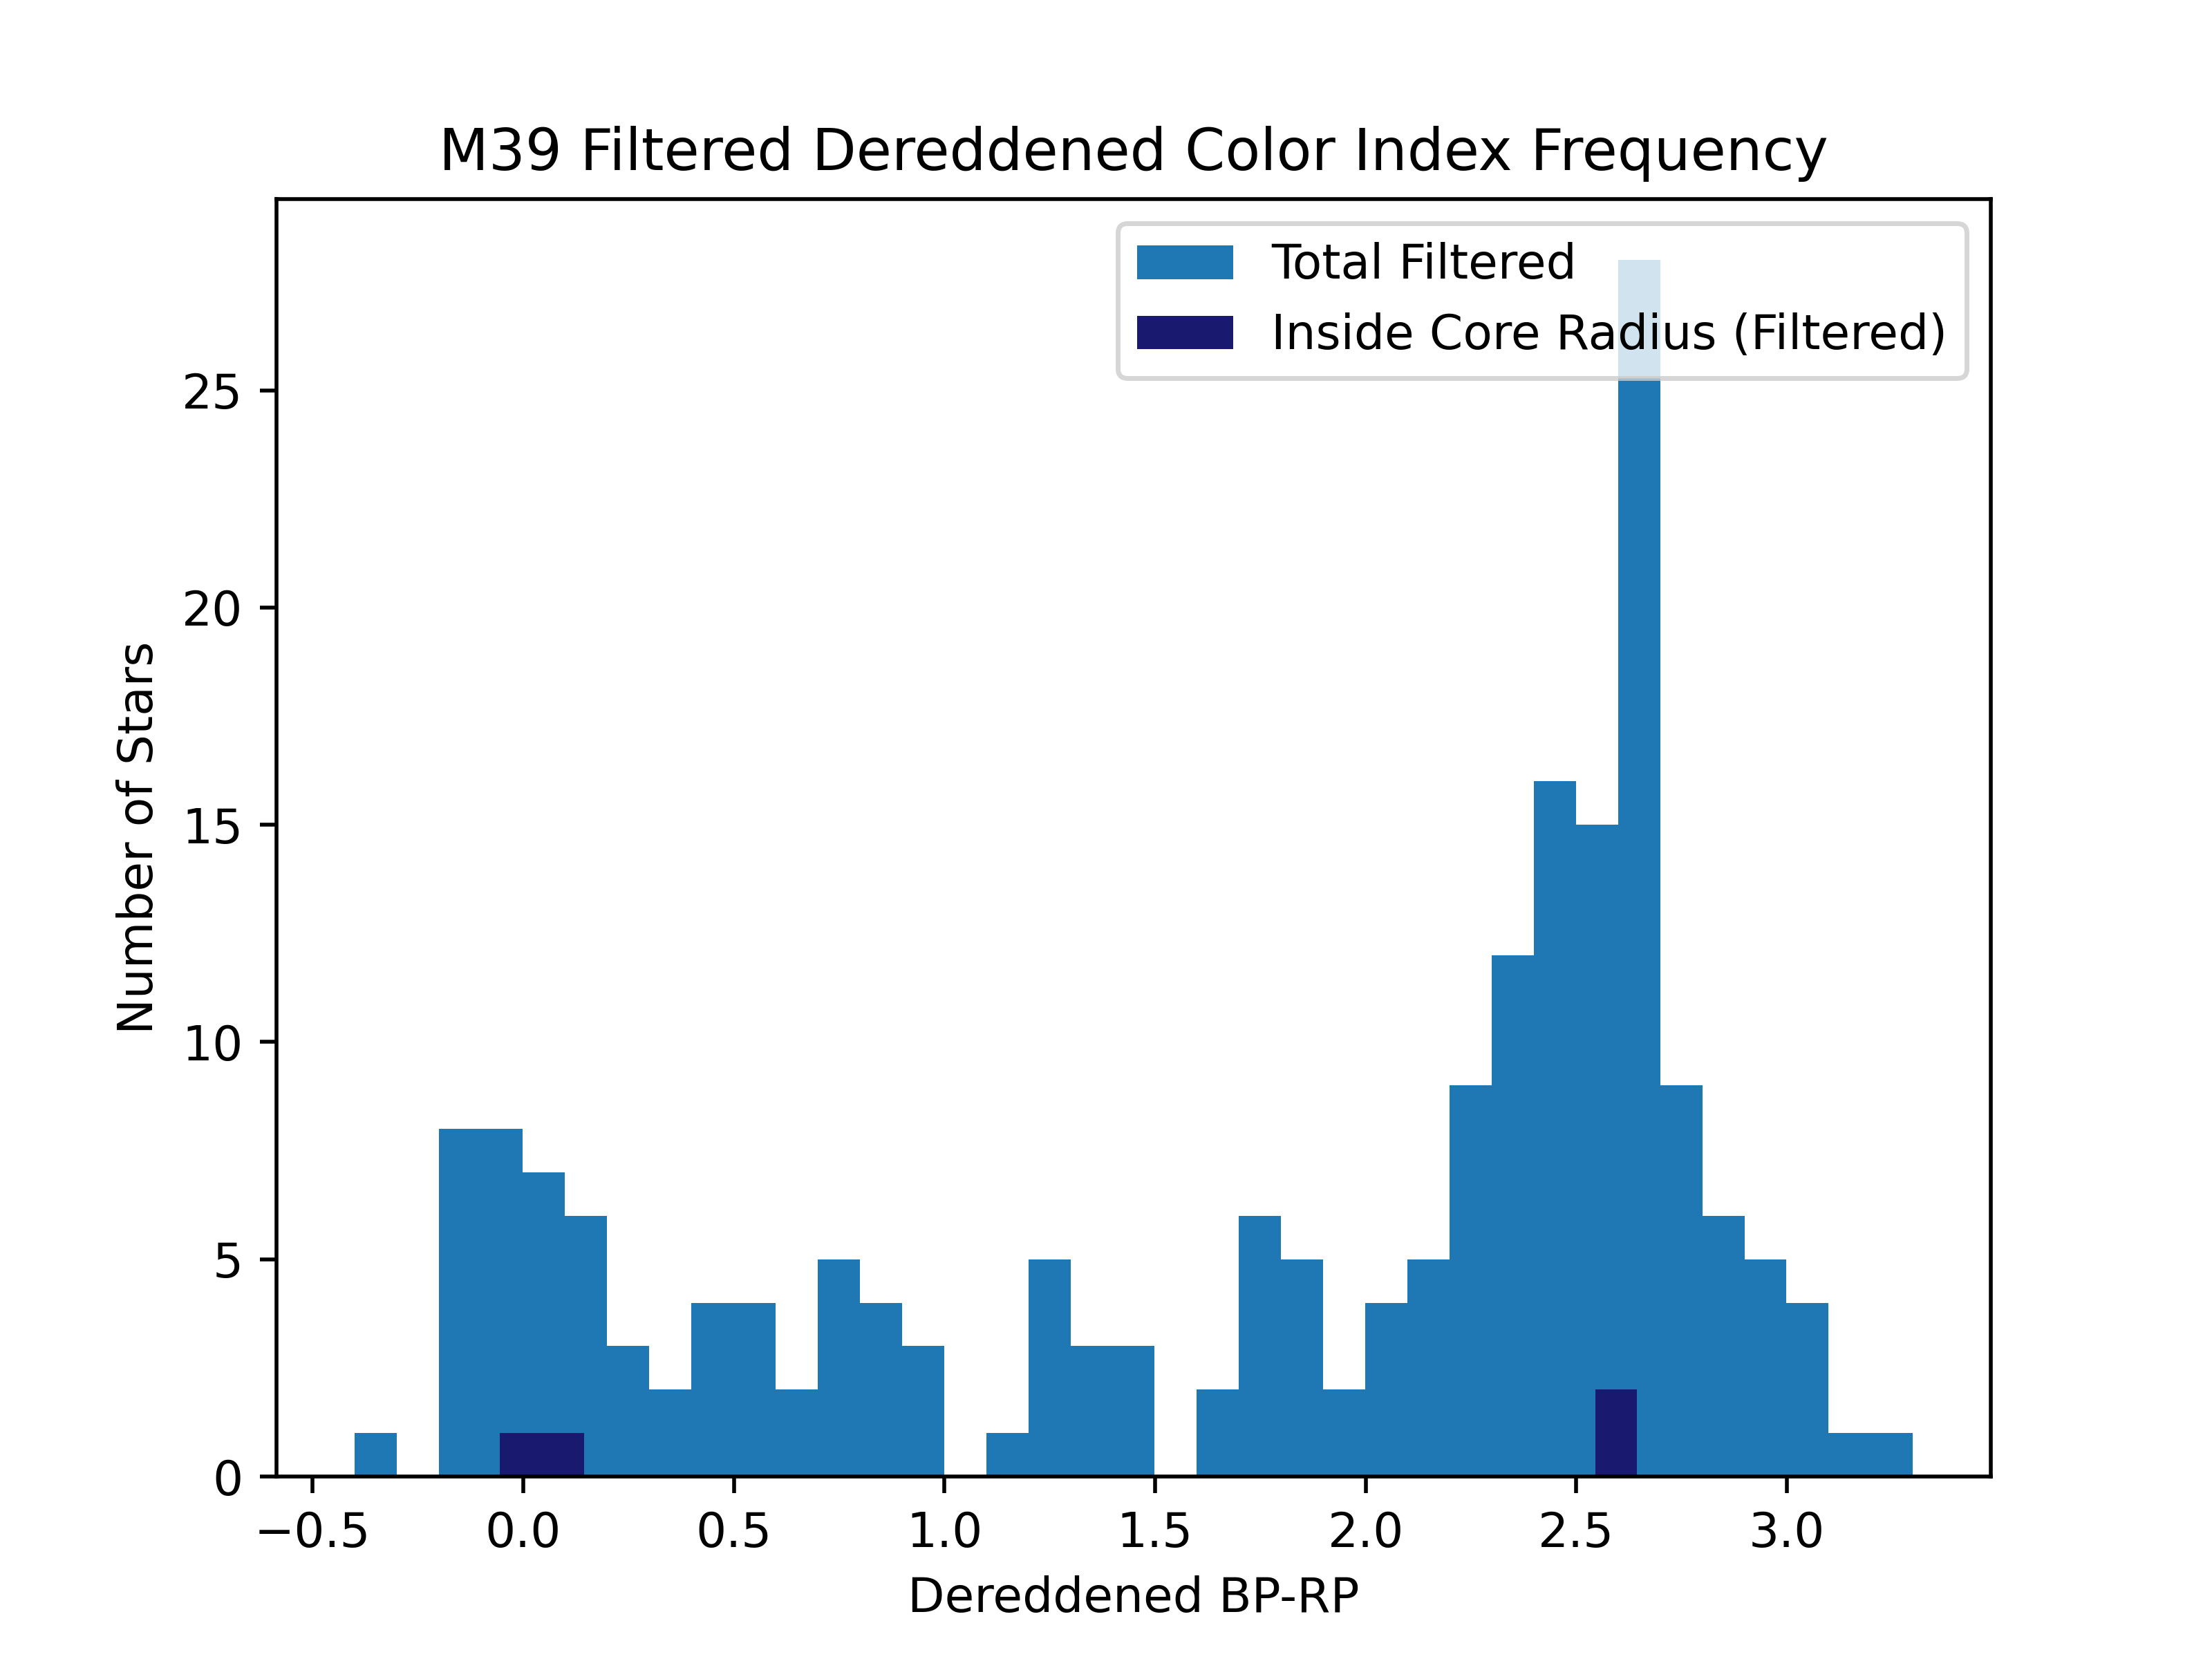 M39 Filtered Dereddened Color Index Frequency
Total Filtered
Inside Core Radius (Filtered)
25
20
15
10
5
0
Number of Stars
−0.5 0.0 0.5 1.0 1.5 2.0 2.5 3.0
Dereddened BP-RP